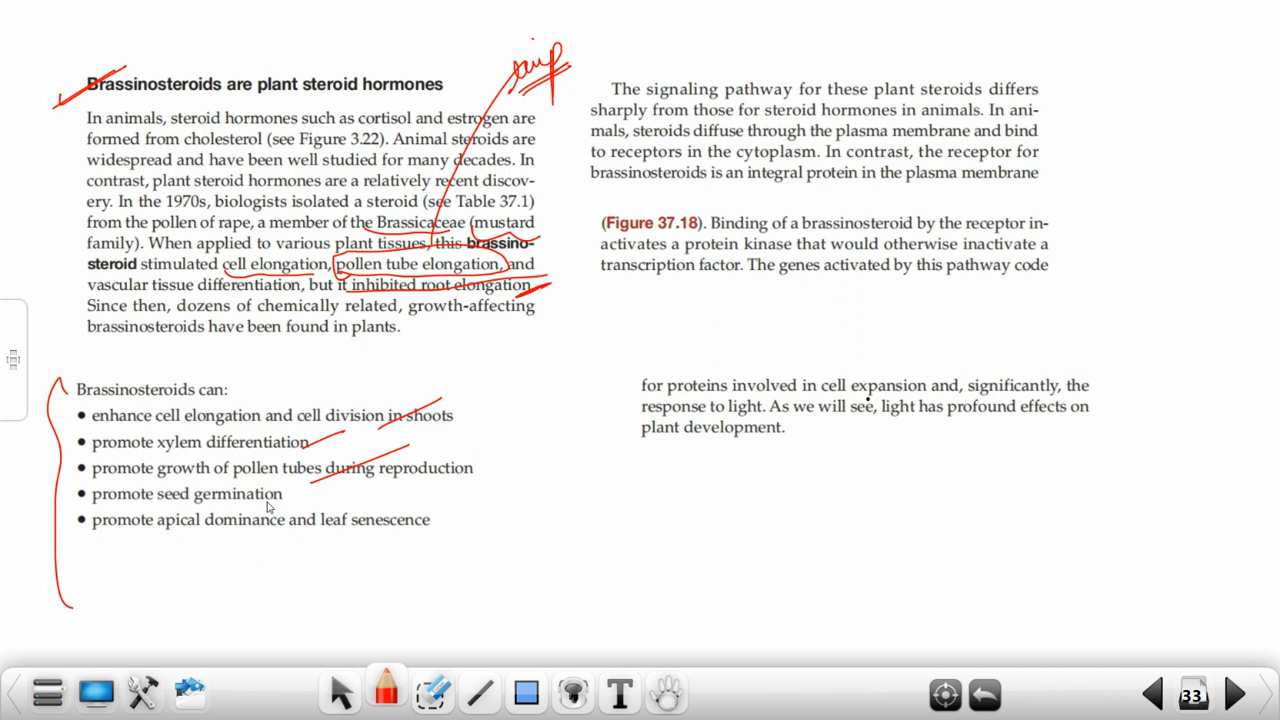 Brassinosteroids are plant steroid hormones
In animals, steroid hormones such as cortisol and estrogen are
formed from cholesterol (see Figure 3.22). Animal steroids are
widespread and have been well studied for many decades. In
contrast, plant steroid hormones are a relatively recent discov-
ery. In the 1970s, biologists isolated a steroid (see Table 37.1)
from the pollen of rape, a member of the Brassicaceae (mustard
family). When applied to various plant tissues, this brassino-
steroid stimulated cell elongation, pollen tube elongation, and
vascular tissue differentiation, but it inhibited root elongation.
Since then, dozens of chemically related, growth-affecting
brassinosteroids have been found in plants.
Brassinosteroids can:
• enhance cell elongation and cell division in shoots
• promote xylem differentiation
• promote growth of pollen tubes during reproduction
• promote seed germination
• promote apical dominance and leaf senescence
The signaling pathway for these plant steroids differs
sharply from those for steroid hormones in animals. In ani-
mals, steroids diffuse through the plasma membrane and bind
to receptors in the cytoplasm. In contrast, the receptor for
brassinosteroids is an integral protein in the plasma membrane
(Figure 37.18). Binding of a brassinosteroid by the receptor in-
activates a protein kinase that would otherwise inactivate a
transcription factor. The genes activated by this pathway code
for proteins involved in cell expansion and, significantly, the
response to light. As we will see, light has profound effects on
plant development.
T
33